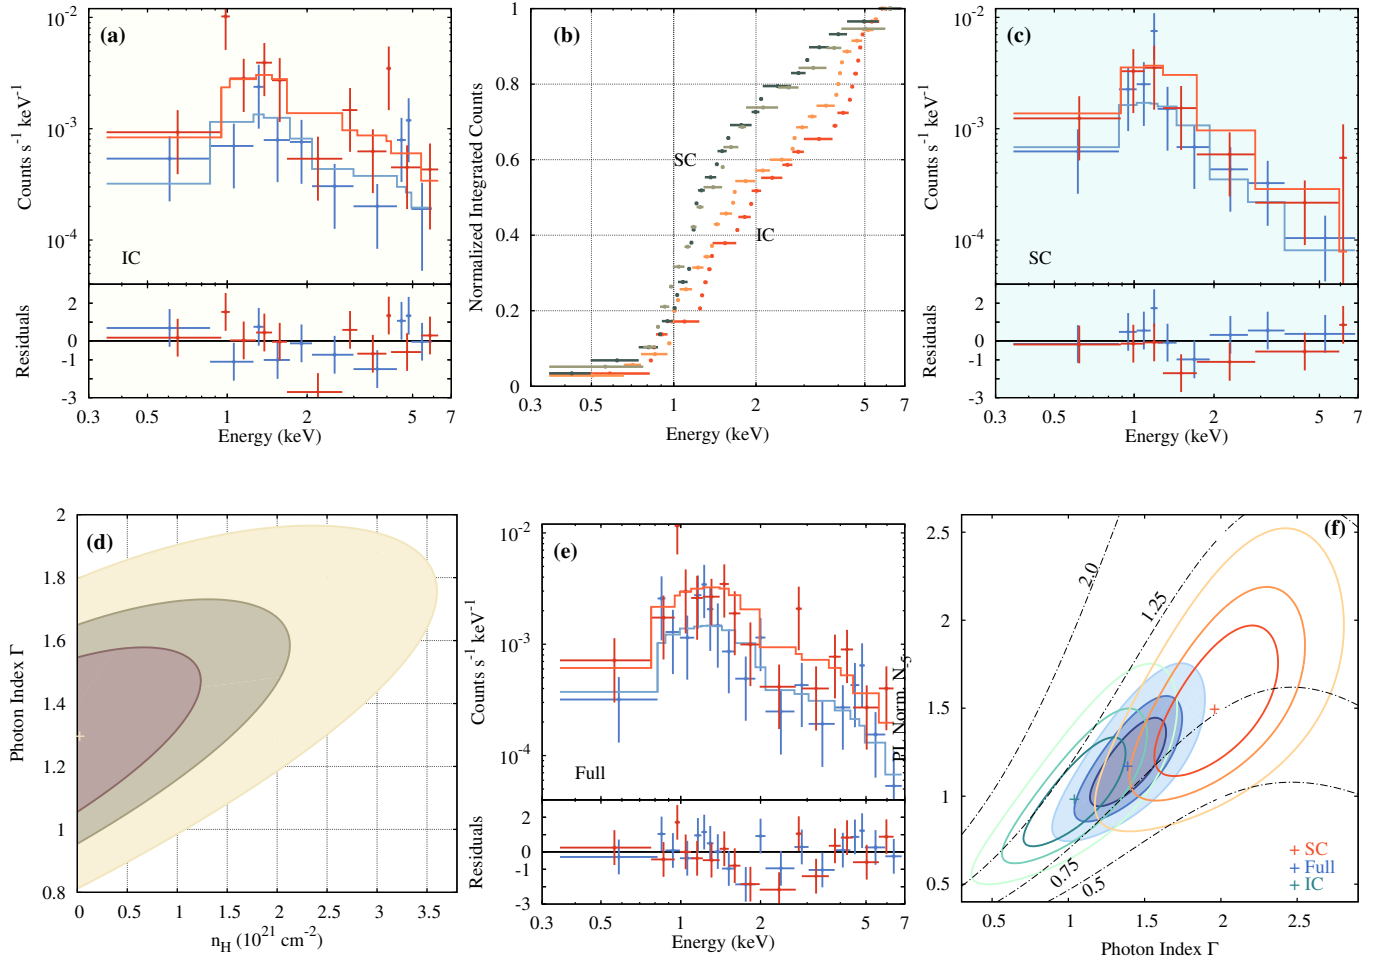 (a)
Counts s⁻¹ keV⁻¹
10⁻²
10⁻³
10⁻⁴
IC
Residuals
2
0
-1
-3
0.3 1 2 6 7
Energy (keV)
(b)
Normalized Integrated Counts
1
0.8
0.6
0.4
0.2
0
SC
IC
0.3 0.5 1 2 5 7
Energy (keV)
(c)
Counts s⁻¹ keV⁻¹
10⁻²
10⁻³
10⁻⁴
SC
Residuals
2
0
-1
-3
0.3 1 2 6 7
Energy (keV)
(d)
Photon Index Γ
2
1.8
1.6
1.4
1.2
1
0.8
0 0.5 1 1.5 2 2.5 3 3.5
n_H (10²¹ cm⁻²)
(e)
Counts s⁻¹ keV⁻¹
10⁻²
10⁻³
10⁻⁴
Full
Residuals
2
0
-1
-3
0.3 0.5 1 2 5 7
Energy (keV)
(f)
PL Norm. N₋₅
2.5
2
1.5
1
0.5
2.0
1.25
0.75
0.5
+ SC
+ Full
+ IC
0.5 1 1.5 2 2.5
Photon Index Γ